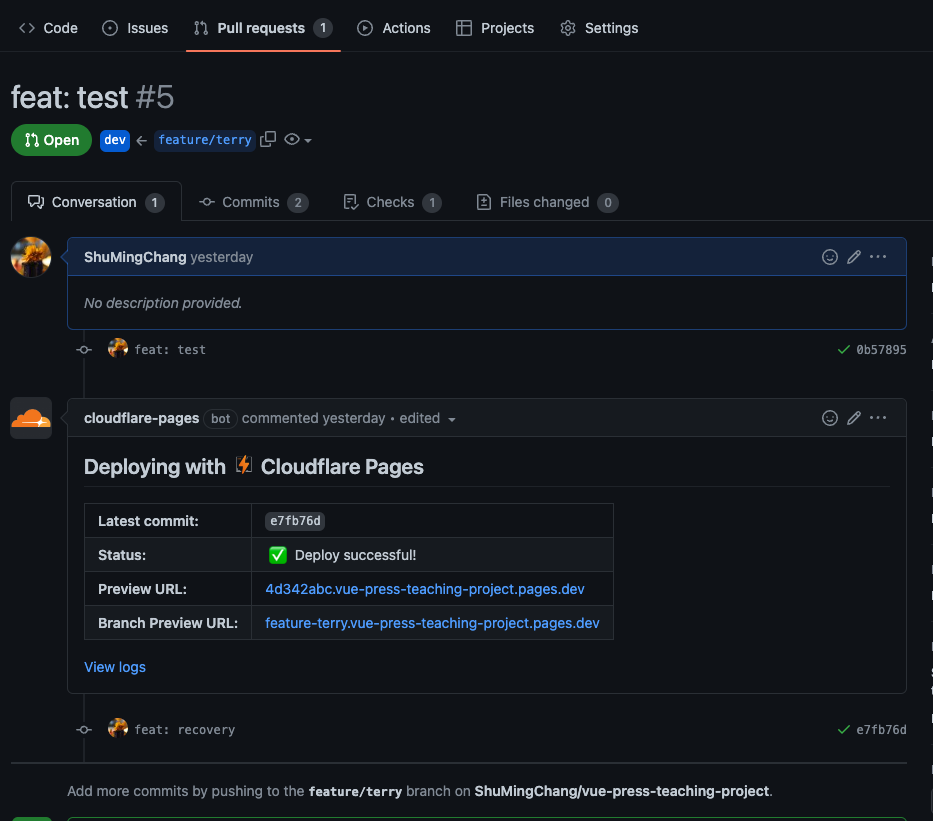 Code Issues Pull requests 1 Actions Projects Settings
feat: test #5
Open dev ← feature/terry
Conversation 1 Commits 2 Checks 1 Files changed 0
ShuMingChang yesterday
No description provided.
feat: test 0b57895
cloudflare-pages bot commented yesterday • edited
Deploying with Cloudflare Pages
Latest commit: e7fb76d
Status: ✅ Deploy successful!
Preview URL: 4d342abc.vue-press-teaching-project.pages.dev
Branch Preview URL: feature-terry.vue-press-teaching-project.pages.dev
View logs
feat: recovery e7fb76d
Add more commits by pushing to the feature/terry branch on ShuMingChang/vue-press-teaching-project.